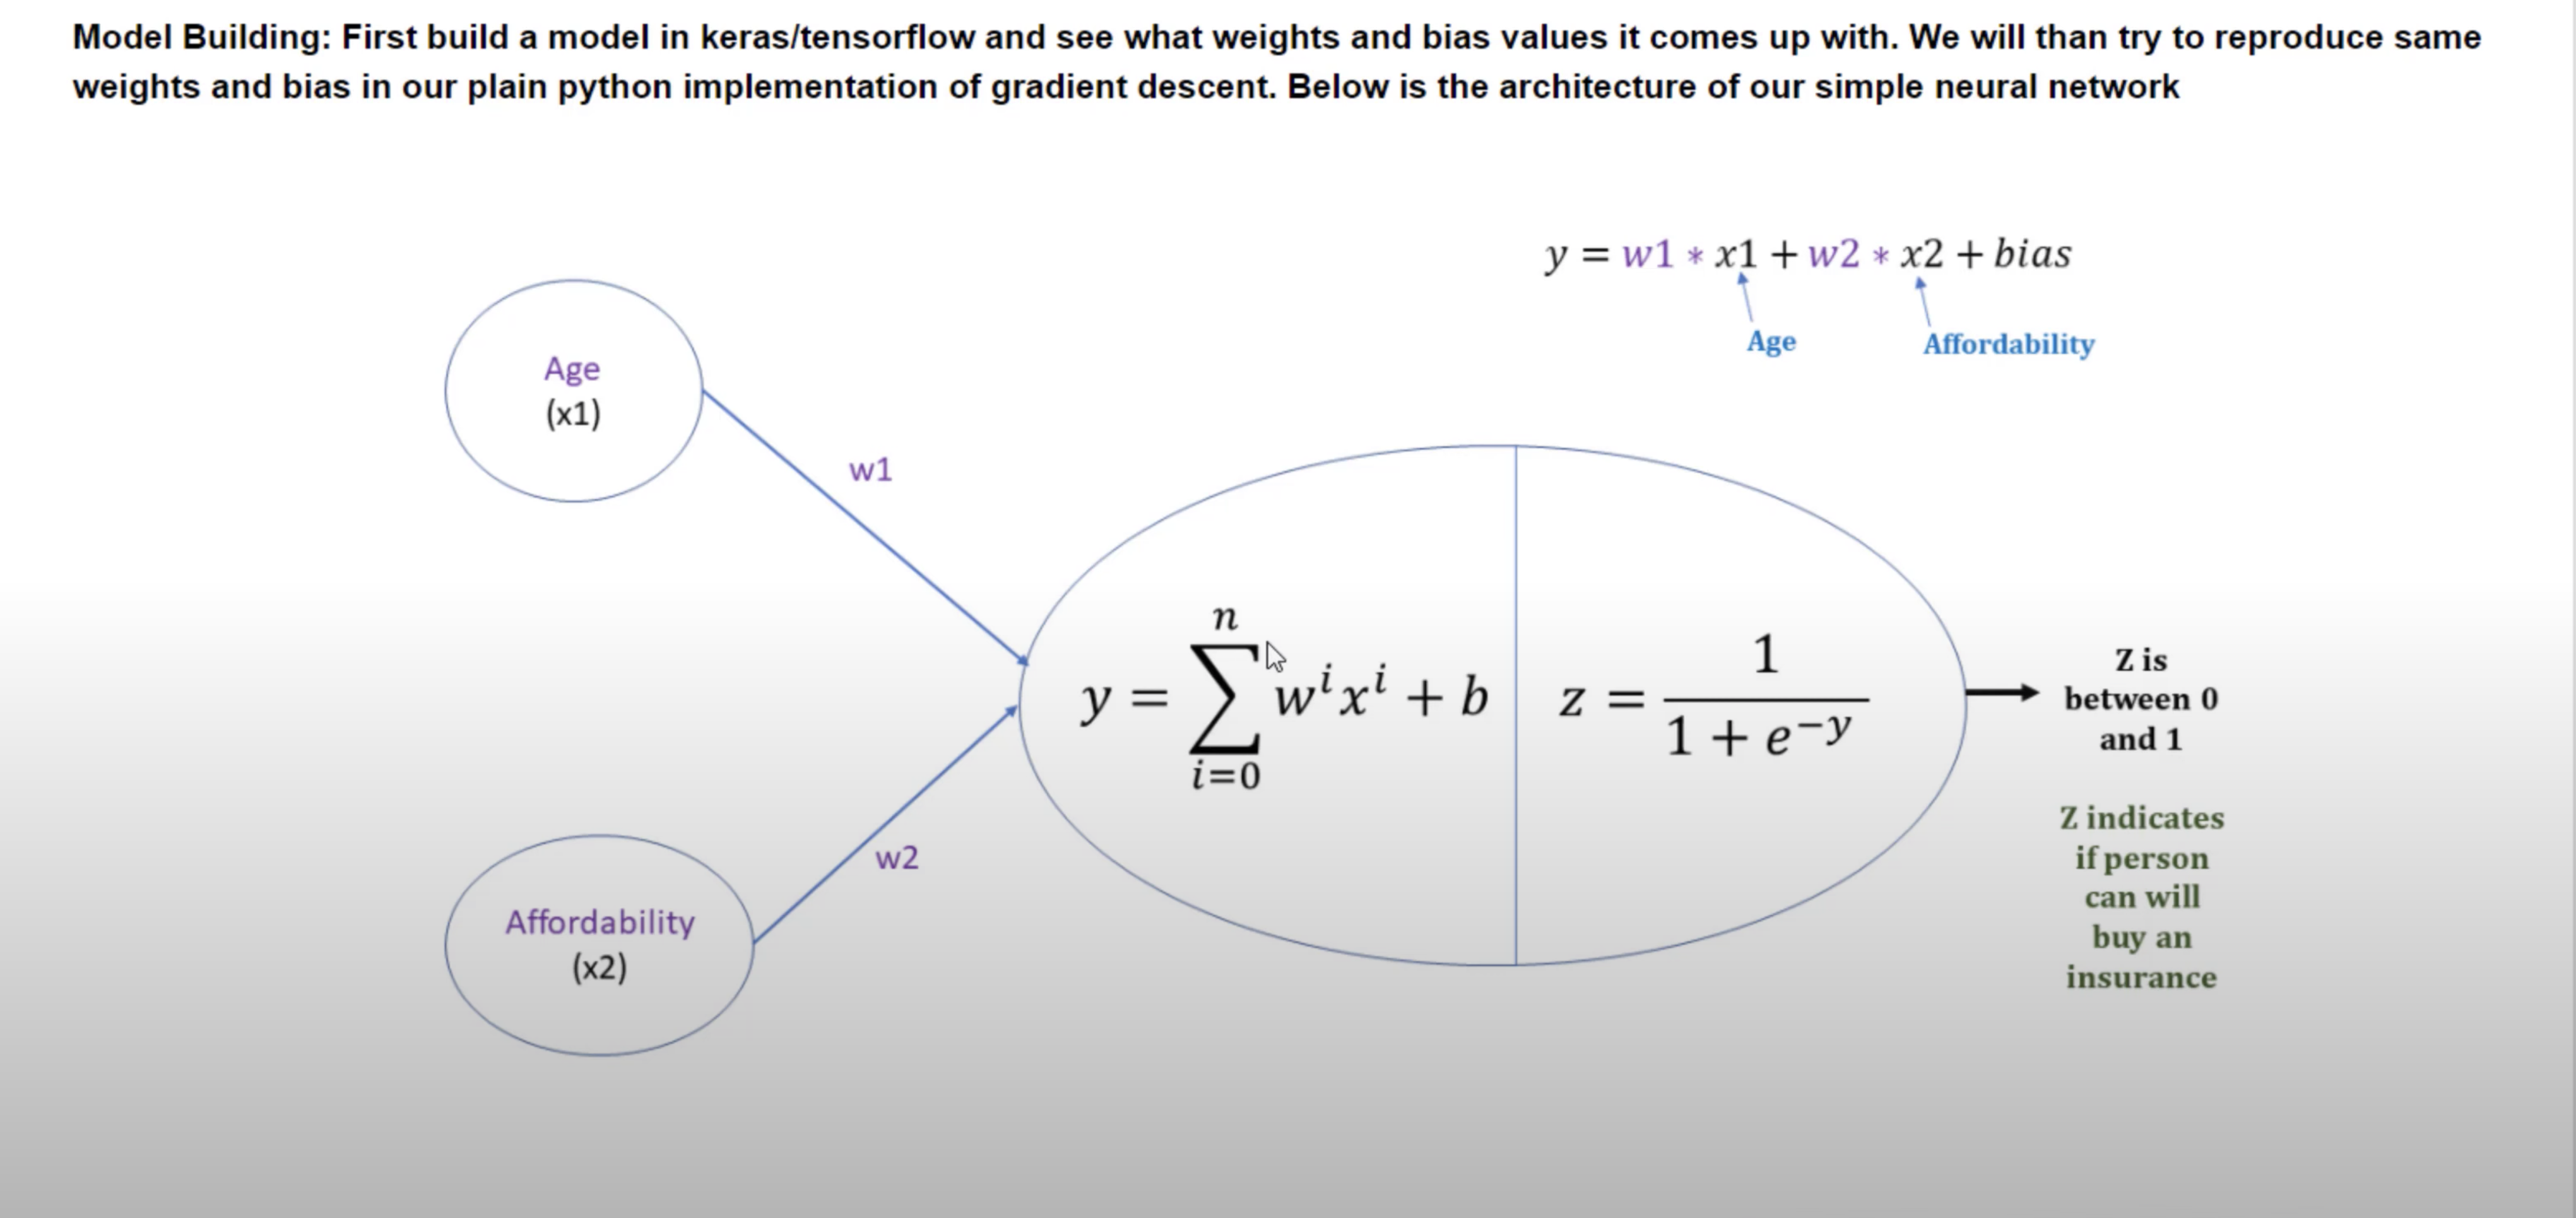 Model Building: First build a model in keras/tensorflow and see what weights and bias values it comes up with. We will than try to reproduce same
weights and bias in our plain python implementation of gradient descent. Below is the architecture of our simple neural network
y = w1 * x1 + w2 * x2 + bias
Age
Affordability
Age
(x1)
w1
y = ∑_{i=0}^{n} w^i x^i + b
z = 1 / (1 + e^{-y})
Z is
between 0
and 1
Z indicates
if person
can will
buy an
insurance
w2
Affordability
(x2)